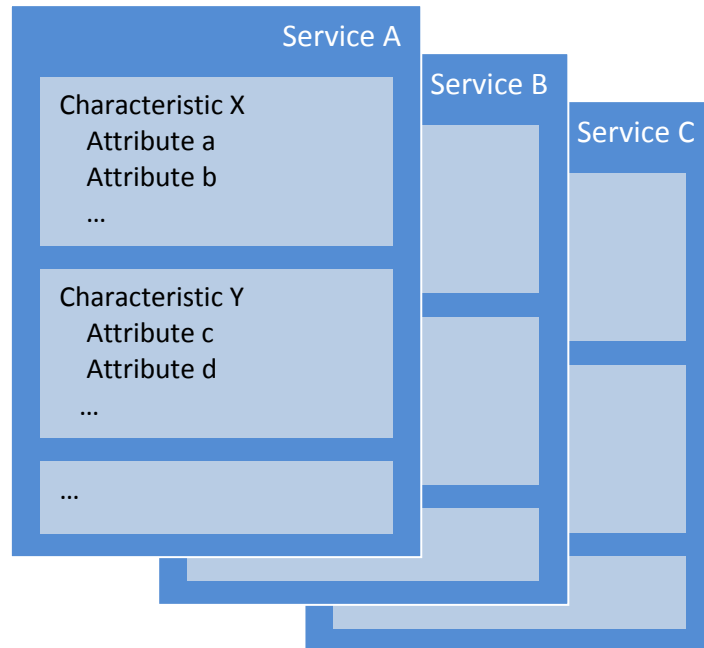 Service A
Characteristic X
Attribute a
Attribute b
...
Characteristic Y
Attribute c
Attribute d
...
...
Service B
Service C